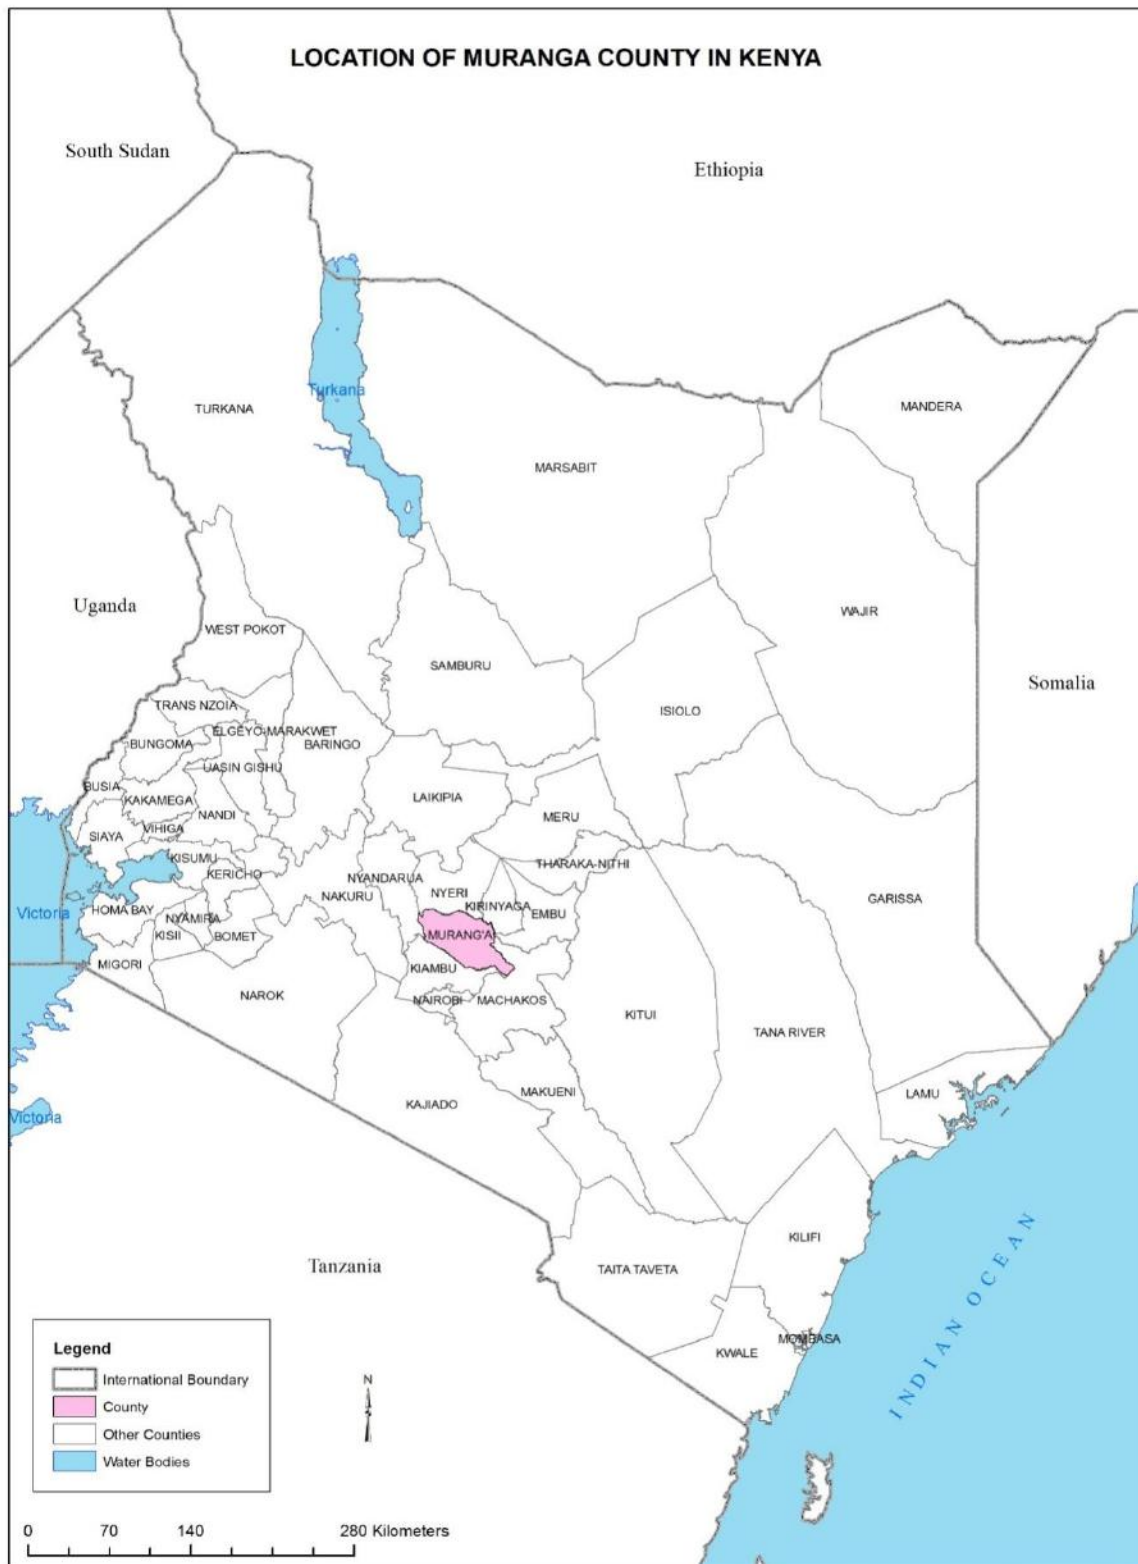 LOCATION OF MURANGA COUNTY IN KENYA
South Sudan
Ethiopia
Turkana
TURKANA
MANDERA
MARSABIT
Uganda
WAJIR
WEST POKOT
SAMBURU
Somalia
TRANS NZOIA
ISIOLO
ELGEYO-MARAKWET
BUNGOMA
BARINGO
UASIN GISHU
BUSIA
KAKAMEGA
LAIKIPIA
NANDI
MERU
VIHIGA
SIAYA
KISUMU
THARAKA-NITHI
KERICHO
NYANDARUA
NYERI
NAKURU
GARISSA
KIRINYAGA
HOMA BAY
Victoria
NYAMIRA
EMBU
KISII
BOMET
MURANG'A
MIGORI
KIAMBU
NAROK
NAIROBI
MACHAKOS
KITUI
TANA RIVER
MAKUENI
LAMU
KAJIADO
Victoria
KILIFI
Tanzania
TAITA TAVETA
INDIAN OCEAN
MOMBASA
KWALE
Legend
International Boundary
County
Other Counties
Water Bodies
N
0 70 140 280 Kilometers